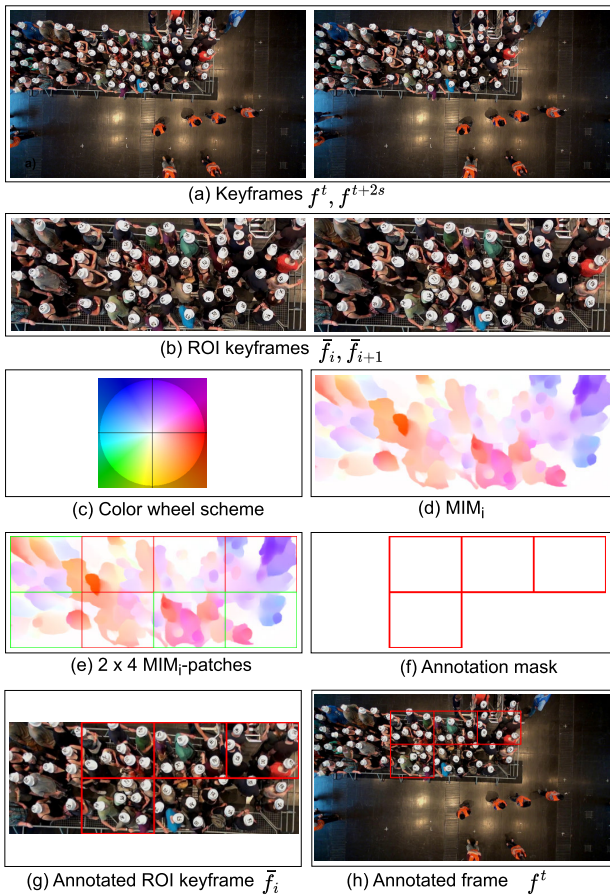 a)
(a) Keyframes f^t, f^{t+2s}
(b) ROI keyframes f̄_i, f̄_{i+1}
(c) Color wheel scheme
(d) MIM_i
(e) 2 x 4 MIM_i-patches
(f) Annotation mask
(g) Annotated ROI keyframe f̄_i
(h) Annotated frame f^t